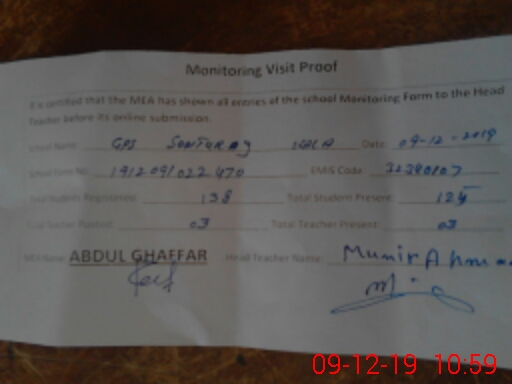 Monitoring Visit Proof
It is certified that the MEA has shown all entries of the school Monitoring Form to the Head
Teacher before its online submission.
School Name: GPS Date: 09-12-2019
School Form No: EMIS Code:
Total Students Registered: 138 Total Student Present: 125
Total Teacher Posted: 03 Total Teacher Present: 03
MEA Name: ABDUL GHAFFAR Head Teacher Name: Munir
09-12-19 10:59